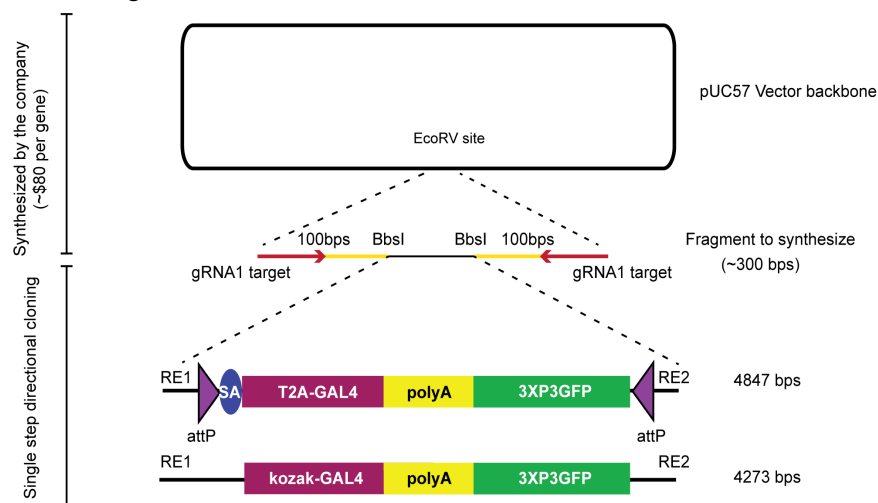 Synthesized by the company
(~$80 per gene)
pUC57 Vector backbone
EcoRV site
100bps BbsI BbsI 100bps
gRNA1 target gRNA1 target
Fragment to synthesize
(~300 bps)
Single step directional cloning
RE1 SA T2A-GAL4 polyA 3XP3GFP RE2 4847 bps
attP attP
RE1 kozak-GAL4 polyA 3XP3GFP RE2 4273 bps